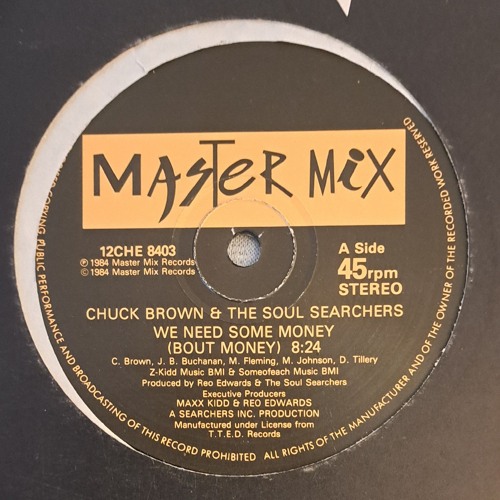 MASTER MiX
12CHE 8403
℗ 1984 Master Mix Records
© 1984 Master Mix Records
A Side
45rpm
STEREO
CHUCK BROWN & THE SOUL SEARCHERS
WE NEED SOME MONEY
(BOUT MONEY) 8:24
C. Brown, J. B. Buchanan, M. Fleming, M. Johnson, D. Tillery
Z-Kidd Music BMI & Someofeach Music BMI
Produced by Reo Edwards & The Soul Searchers
Executive Producers
MAXX KIDD & REO EDWARDS
A SEARCHERS INC. PRODUCTION
Manufactured under License from
T.T.E.D. Records
COPYING PUBLIC PERFORMANCE AND BROADCASTING OF THIS RECORD PROHIBITED ALL RIGHTS OF THE MANUFACTURER AND OF THE OWNER OF THE RECORDED WORK RESERVED